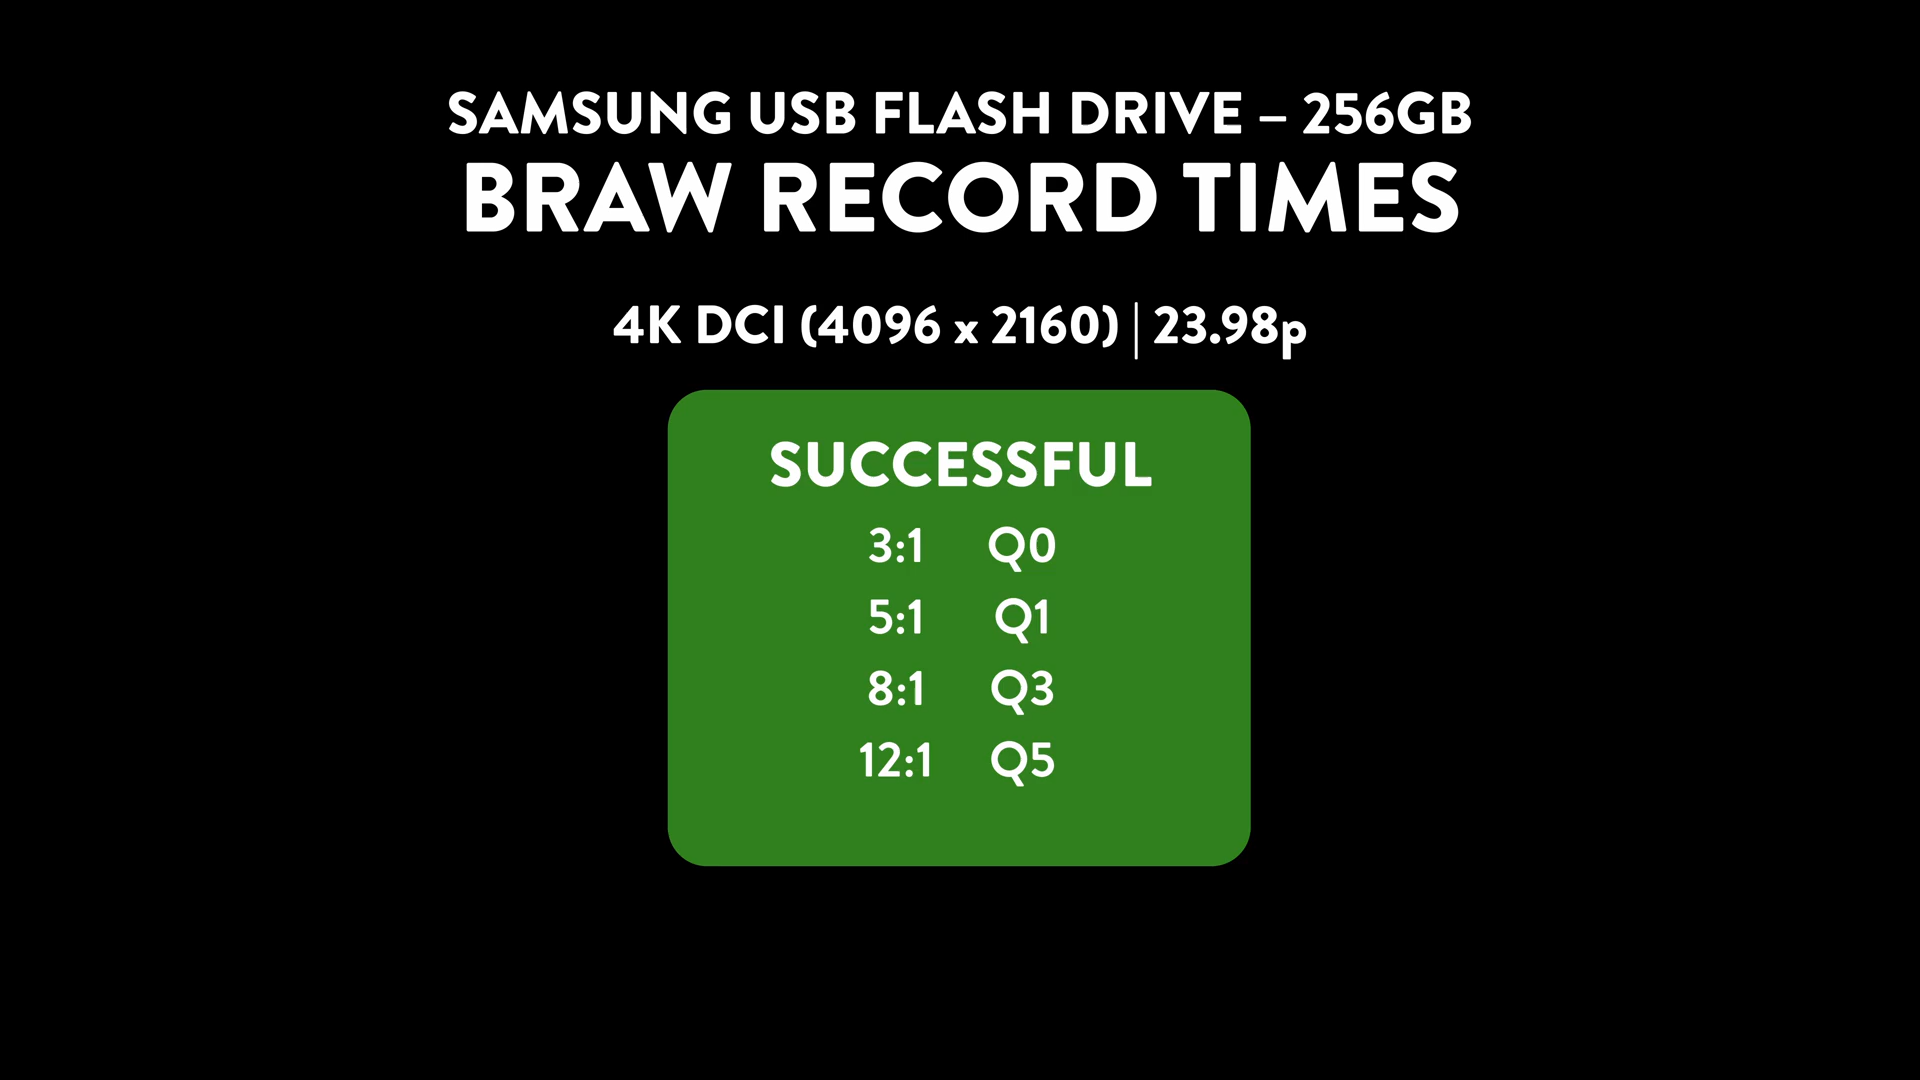 SAMSUNG USB FLASH DRIVE – 256GB
BRAW RECORD TIMES
4K DCI (4096 x 2160) | 23.98p
SUCCESSFUL
3:1 Q0
5:1 Q1
8:1 Q3
12:1 Q5